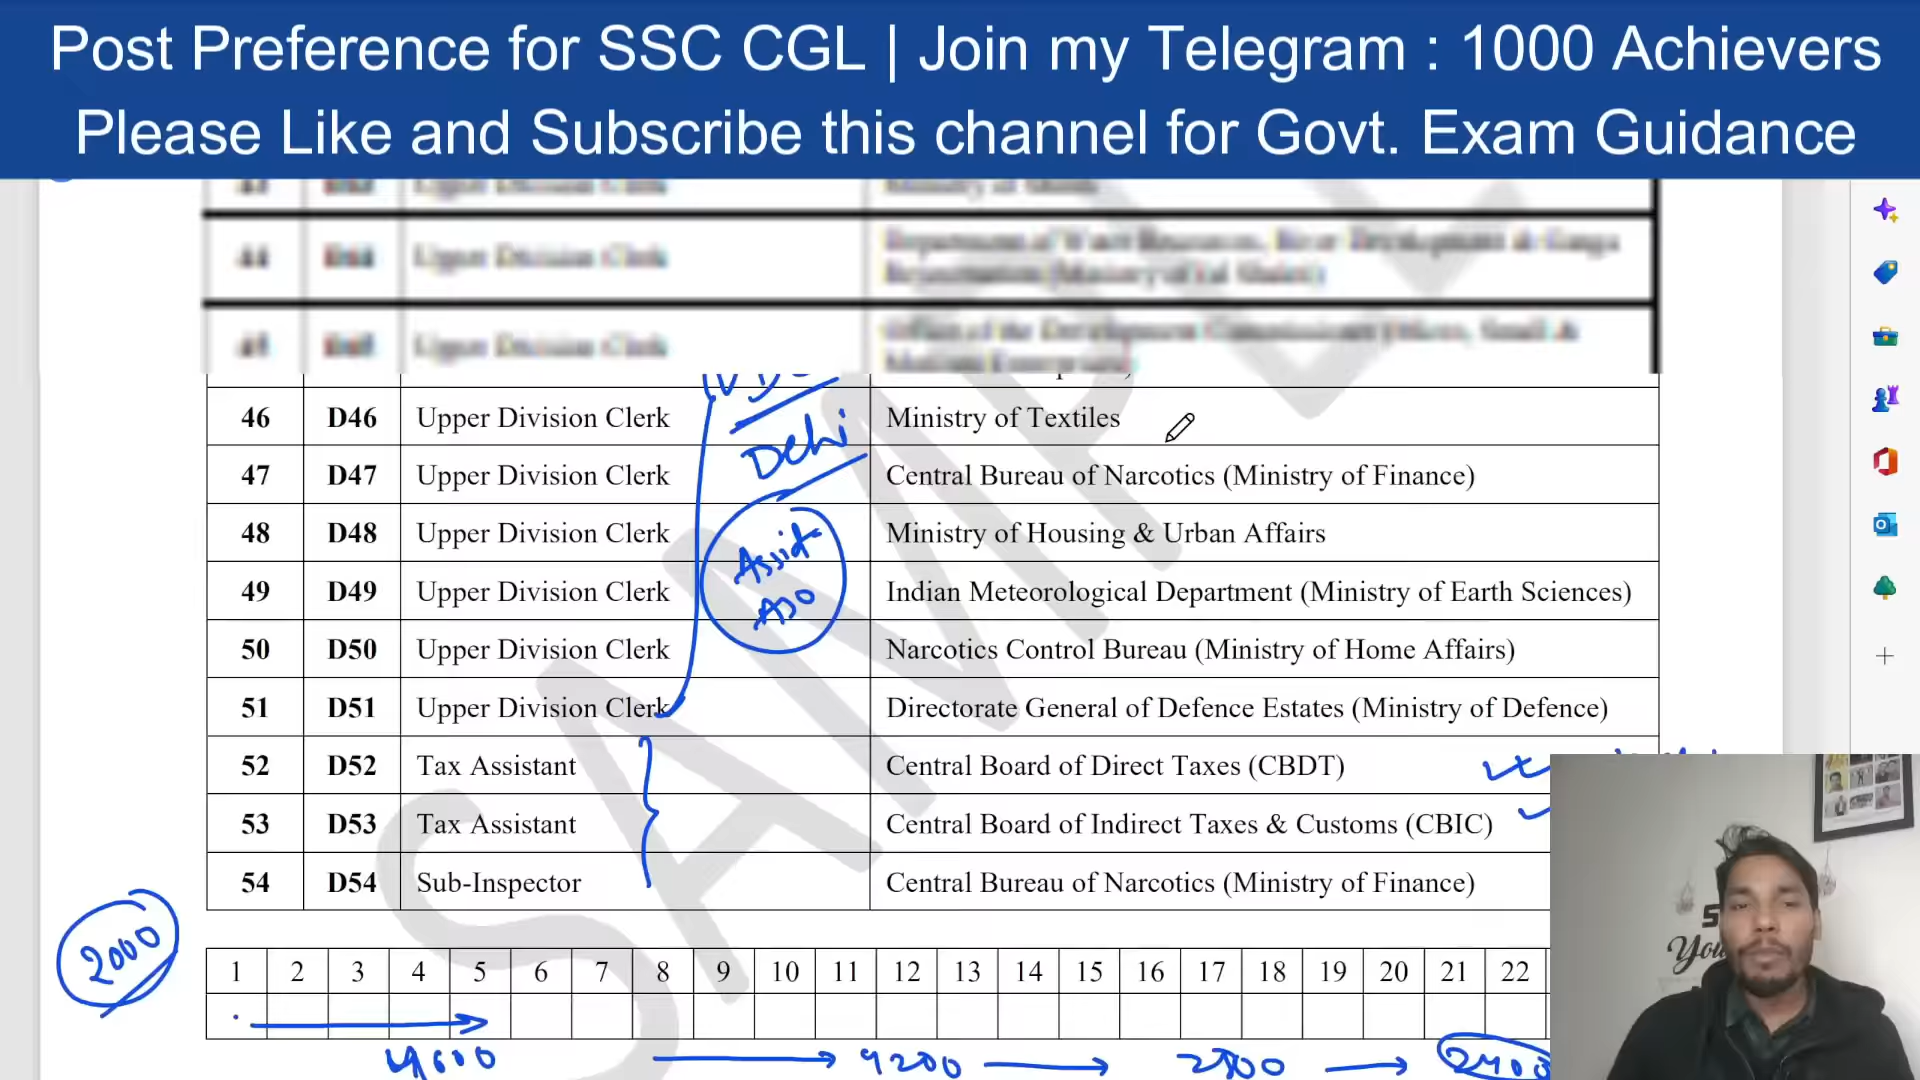 Post Preference for SSC CGL | Join my Telegram : 1000 Achievers
Please Like and Subscribe this channel for Govt. Exam Guidance
46 D46 Upper Division Clerk Ministry of Textiles
Delhi
47 D47 Upper Division Clerk Central Bureau of Narcotics (Ministry of Finance)
48 D48 Upper Division Clerk Ministry of Housing & Urban Affairs
Assist
49 D49 Upper Division Clerk Indian Meteorological Department (Ministry of Earth Sciences)
ASO
50 D50 Upper Division Clerk Narcotics Control Bureau (Ministry of Home Affairs)
51 D51 Upper Division Clerk Directorate General of Defence Estates (Ministry of Defence)
52 D52 Tax Assistant Central Board of Direct Taxes (CBDT)
53 D53 Tax Assistant Central Board of Indirect Taxes & Customs (CBIC)
54 D54 Sub-Inspector Central Bureau of Narcotics (Ministry of Finance)
2000
1 2 3 4 5 6 7 8 9 10 11 12 13 14 15 16 17 18 19 20 21 22
4600 4200 2800 2400
SAMPLE